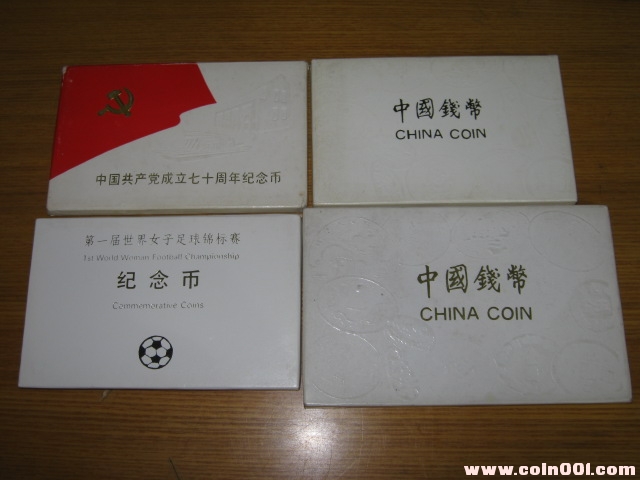 中国共产党成立七十周年纪念币
中國錢幣
CHINA COIN
第一届世界女子足球锦标赛
1st World Woman Football Championship
纪念币
Commemorative Coins
中國錢幣
CHINA COIN
www.coin001.com